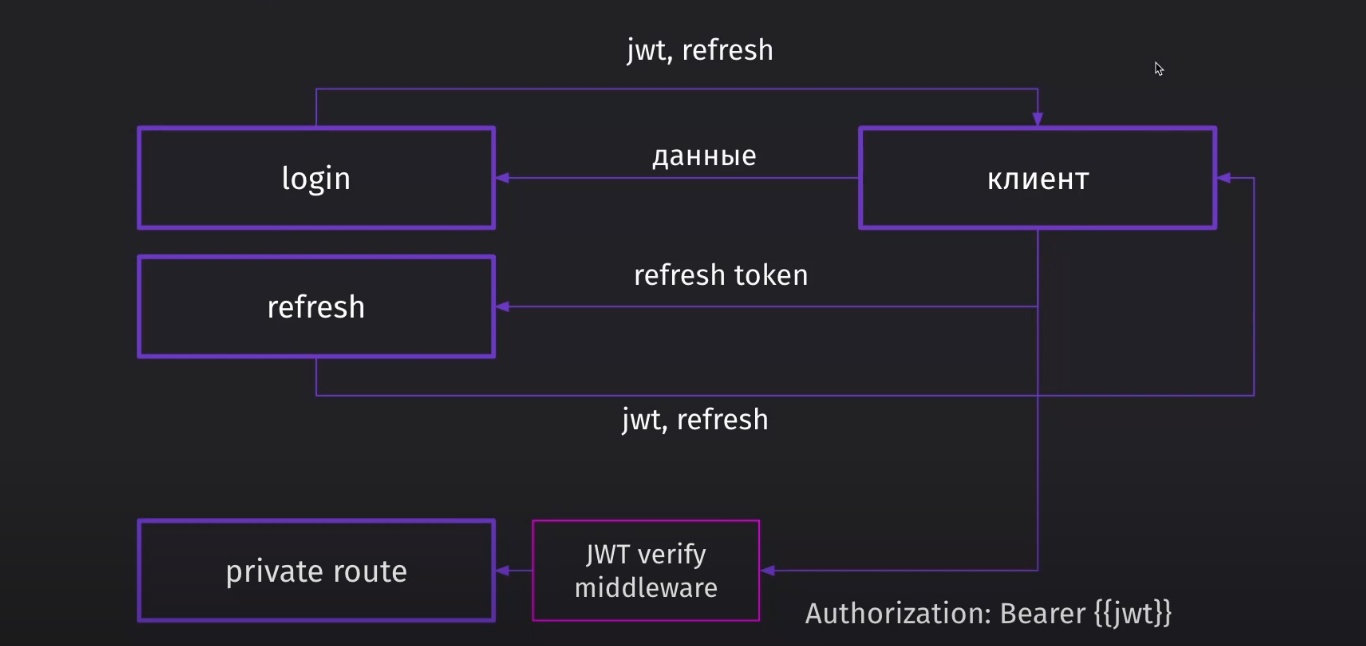 jwt, refresh
login
данные
клиент
refresh token
refresh
jwt, refresh
private route
JWT verify
middleware
Authorization: Bearer {{jwt}}